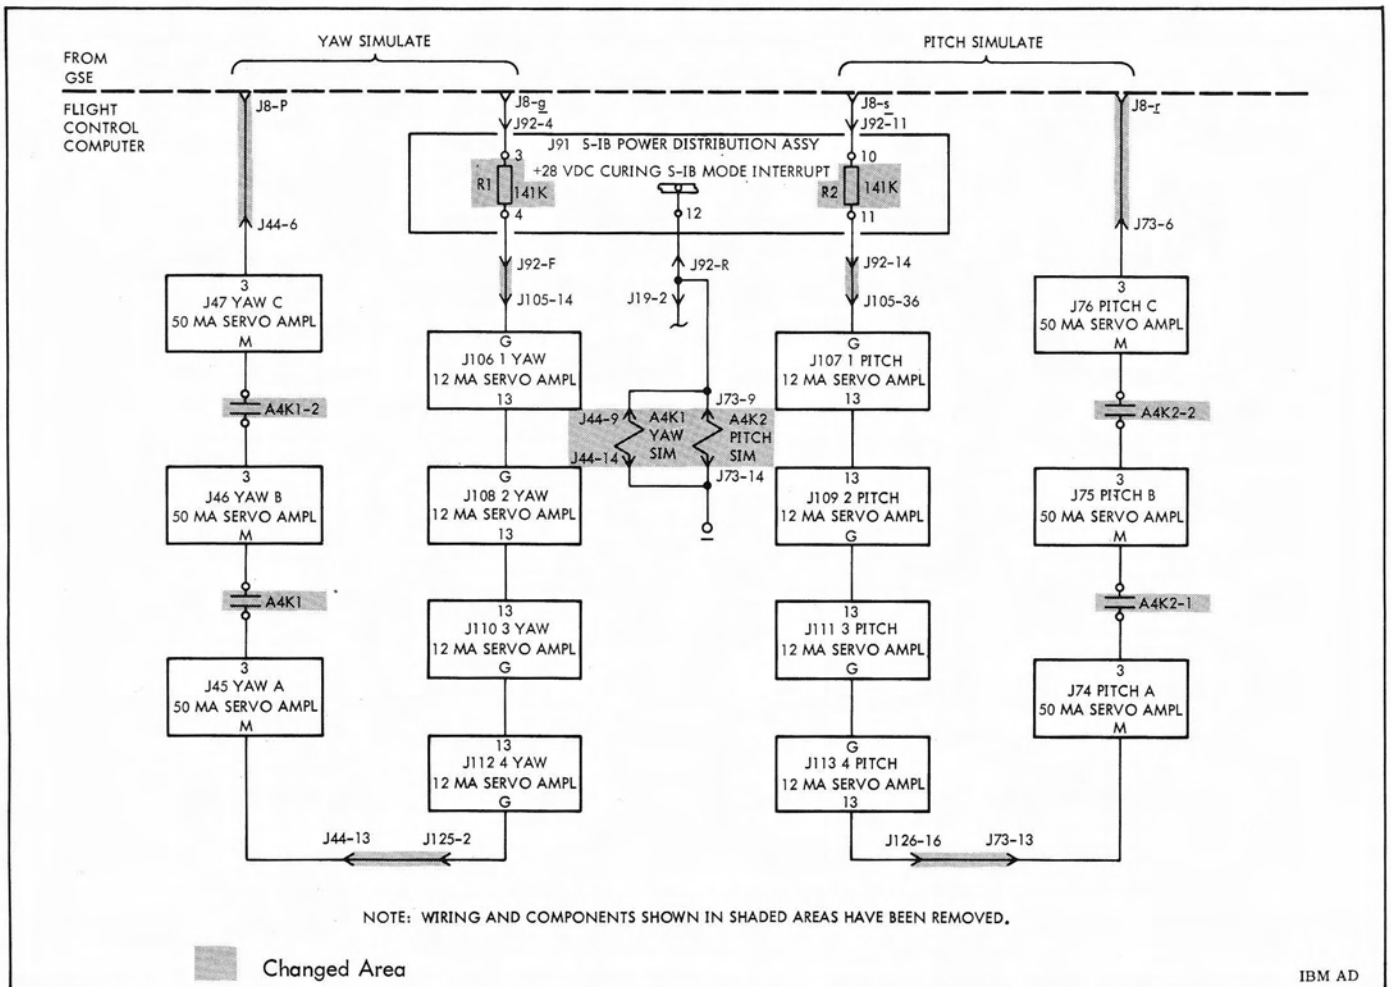 YAW SIMULATE
PITCH SIMULATE
FROM
GSE
FLIGHT
CONTROL
COMPUTER
J8-P
J8-g
J8-s
J8-r
J92-4
J92-11
J91 S-IB POWER DISTRIBUTION ASSY
3
+28 VDC CURING S-IB MODE INTERRUPT
10
R1
141K
R2
141K
4
12
11
J44-6
J73-6
J92-F
J92-R
J92-14
J105-14
J19-2
J105-36
3
J47 YAW C
50 MA SERVO AMPL
M
G
J106 1 YAW
12 MA SERVO AMPL
13
G
J107 1 PITCH
12 MA SERVO AMPL
13
3
J76 PITCH C
50 MA SERVO AMPL
M
A4K1-2
J44-9
A4K1
YAW
SIM
J44-14
J73-9
A4K2
PITCH
SIM
J73-14
A4K2-2
3
J46 YAW B
50 MA SERVO AMPL
M
G
J108 2 YAW
12 MA SERVO AMPL
13
13
J109 2 PITCH
12 MA SERVO AMPL
G
3
J75 PITCH B
50 MA SERVO AMPL
M
A4K1
A4K2-1
13
J110 3 YAW
12 MA SERVO AMPL
G
13
J111 3 PITCH
12 MA SERVO AMPL
G
3
J45 YAW A
50 MA SERVO AMPL
M
3
J74 PITCH A
50 MA SERVO AMPL
M
13
J112 4 YAW
12 MA SERVO AMPL
G
G
J113 4 PITCH
12 MA SERVO AMPL
13
J44-13
J125-2
J126-16
J73-13
NOTE: WIRING AND COMPONENTS SHOWN IN SHADED AREAS HAVE BEEN REMOVED.
Changed Area
IBM AD